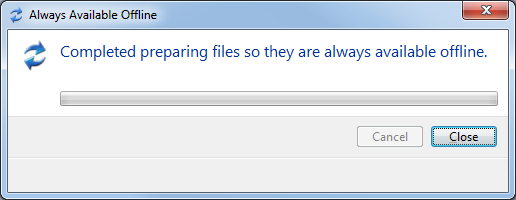 Always Available Offline
Completed preparing files so they are always available offline.
Cancel
Close